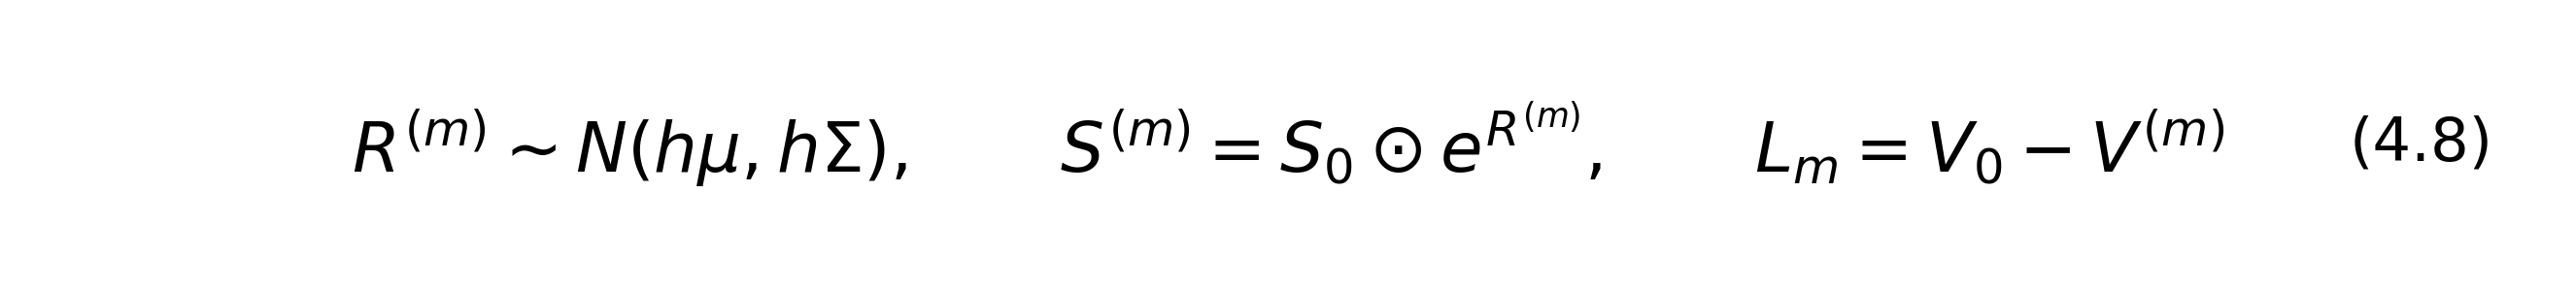 R^{(m)} ∼ N(hμ, hΣ),  S^{(m)} = S_0 ⊙ e^{R^{(m)}},  L_m = V_0 − V^{(m)}  (4.8)